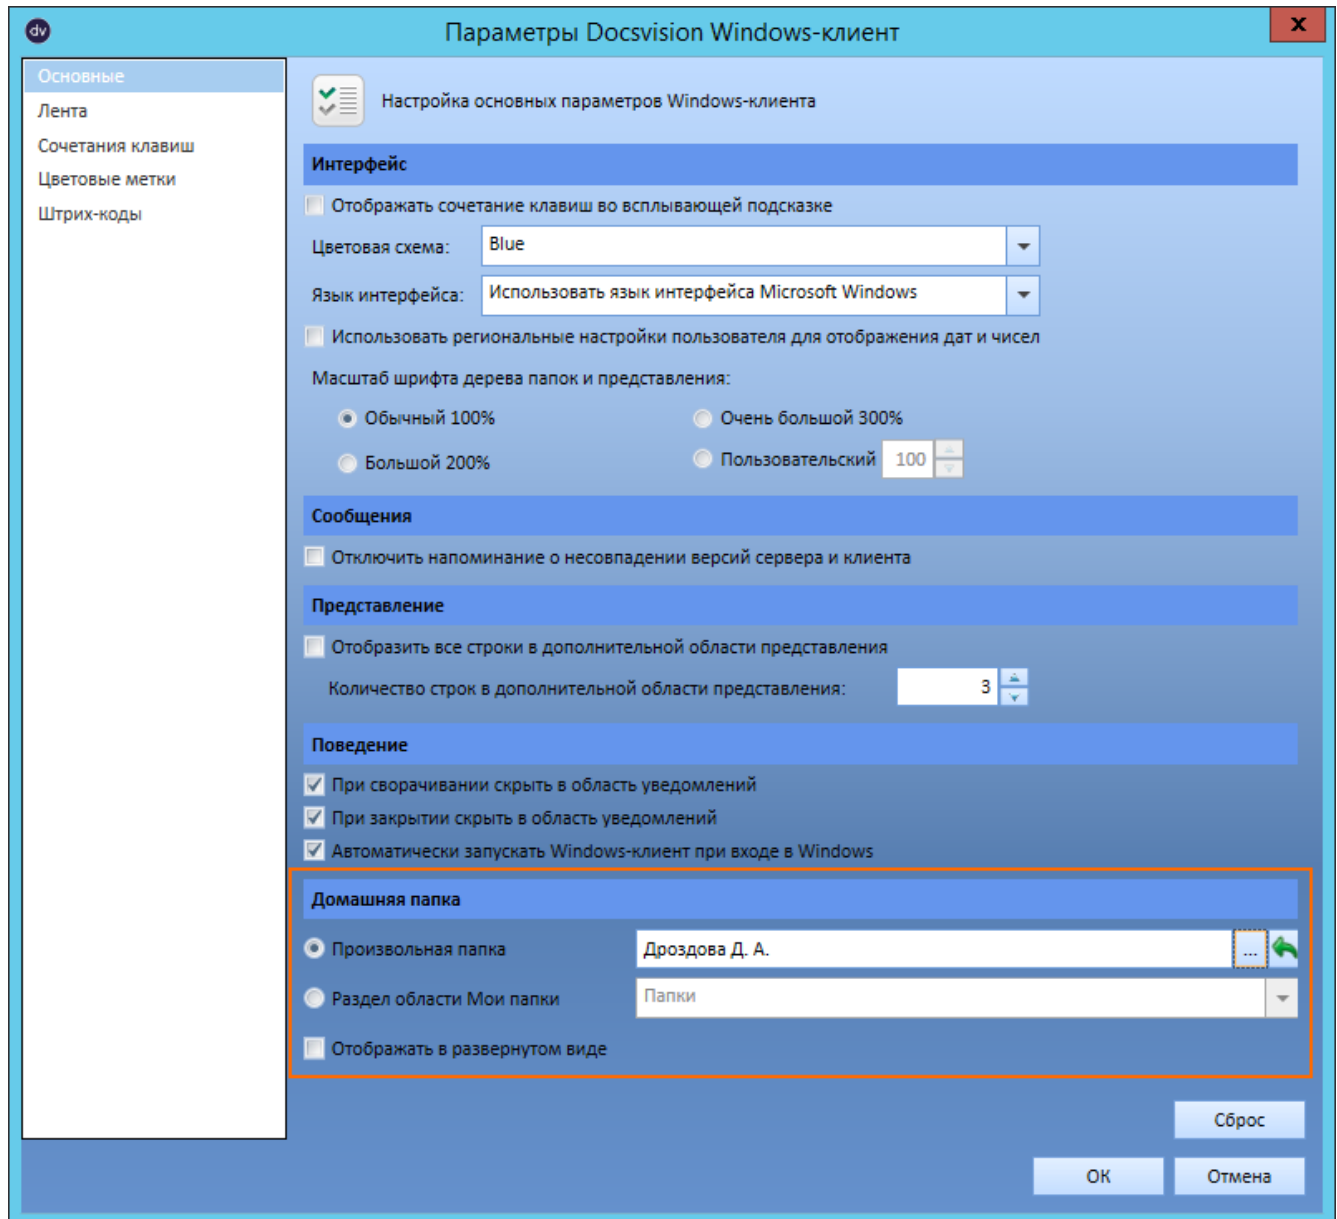 dv
Параметры Docsvision Windows-клиент
x
Основные
Лента
Сочетания клавиш
Цветовые метки
Штрих-коды
Настройка основных параметров Windows-клиента
Интерфейс
Отображать сочетание клавиш во всплывающей подсказке
Цветовая схема: Blue
Язык интерфейса: Использовать язык интерфейса Microsoft Windows
Использовать региональные настройки пользователя для отображения дат и чисел
Масштаб шрифта дерева папок и представления:
Обычный 100% Очень большой 300%
Большой 200% Пользовательский 100
Сообщения
Отключить напоминание о несовпадении версий сервера и клиента
Представление
Отобразить все строки в дополнительной области представления
Количество строк в дополнительной области представления: 3
Поведение
При сворачивании скрыть в область уведомлений
При закрытии скрыть в область уведомлений
Автоматически запускать Windows-клиент при входе в Windows
Домашняя папка
Произвольная папка Дроздова Д. А. ...
Раздел области Мои папки Папки
Отображать в развернутом виде
Сброс
ОК Отмена